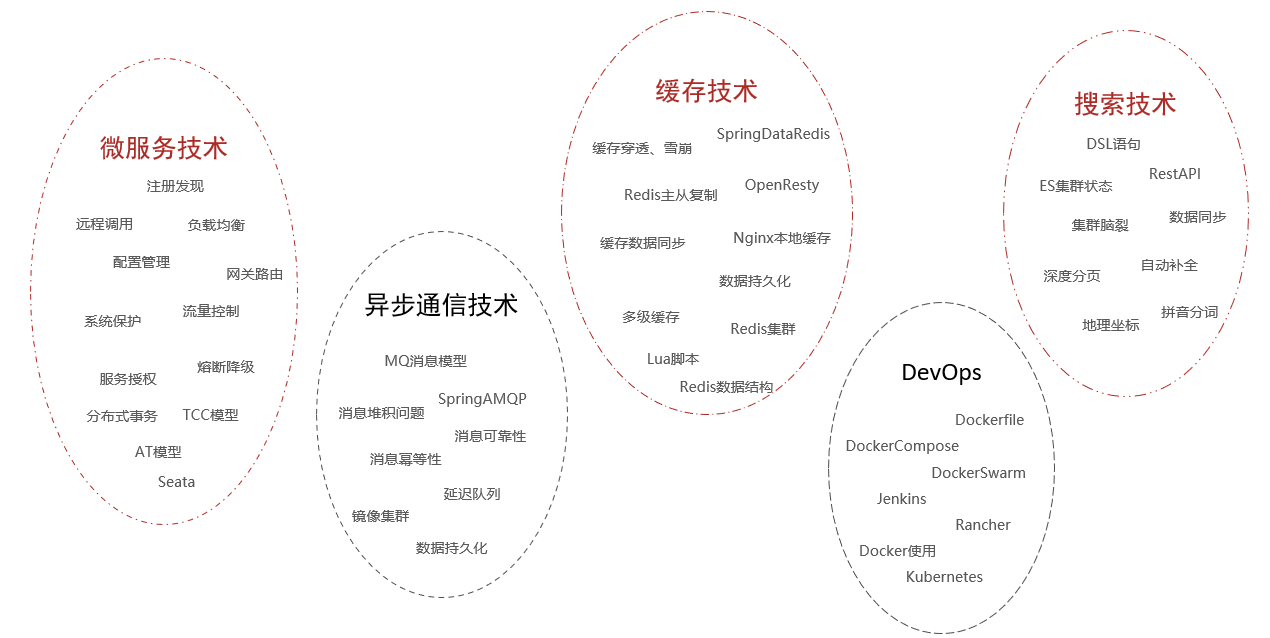 微服务技术
注册发现
远程调用
负载均衡
配置管理
网关路由
流量控制
系统保护
熔断降级
服务授权
分布式事务
TCC模型
AT模型
Seata
异步通信技术
MQ消息模型
SpringAMQP
消息堆积问题
消息可靠性
消息幂等性
延迟队列
镜像集群
数据持久化
缓存技术
SpringDataRedis
缓存穿透、雪崩
OpenResty
Redis主从复制
Nginx本地缓存
缓存数据同步
数据持久化
多级缓存
Redis集群
Lua脚本
Redis数据结构
DevOps
Dockerfile
DockerCompose
DockerSwarm
Jenkins
Rancher
Docker使用
Kubernetes
搜索技术
DSL语句
RestAPI
ES集群状态
数据同步
集群脑裂
自动补全
深度分页
拼音分词
地理坐标